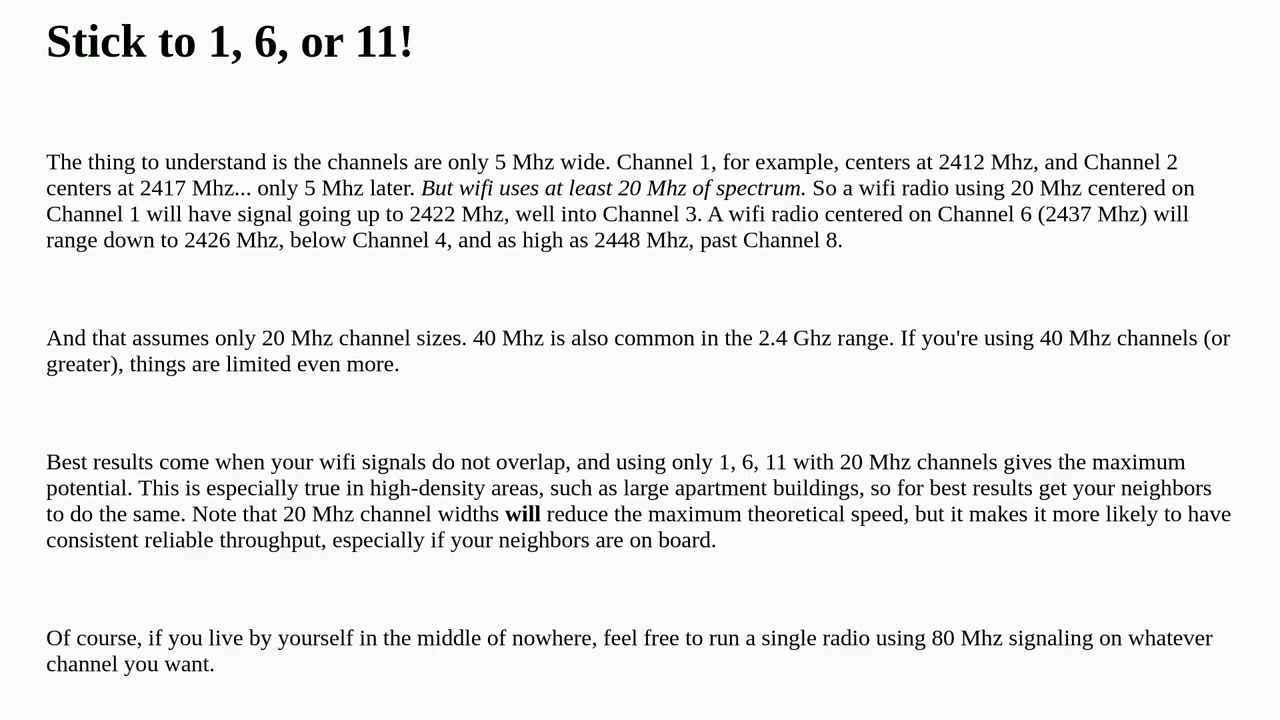 Stick to 1, 6, or 11!
The thing to understand is the channels are only 5 Mhz wide. Channel 1, for example, centers at 2412 Mhz, and Channel 2
centers at 2417 Mhz... only 5 Mhz later. But wifi uses at least 20 Mhz of spectrum. So a wifi radio using 20 Mhz centered on
Channel 1 will have signal going up to 2422 Mhz, well into Channel 3. A wifi radio centered on Channel 6 (2437 Mhz) will
range down to 2426 Mhz, below Channel 4, and as high as 2448 Mhz, past Channel 8.
And that assumes only 20 Mhz channel sizes. 40 Mhz is also common in the 2.4 Ghz range. If you're using 40 Mhz channels (or
greater), things are limited even more.
Best results come when your wifi signals do not overlap, and using only 1, 6, 11 with 20 Mhz channels gives the maximum
potential. This is especially true in high-density areas, such as large apartment buildings, so for best results get your neighbors
to do the same. Note that 20 Mhz channel widths will reduce the maximum theoretical speed, but it makes it more likely to have
consistent reliable throughput, especially if your neighbors are on board.
Of course, if you live by yourself in the middle of nowhere, feel free to run a single radio using 80 Mhz signaling on whatever
channel you want.